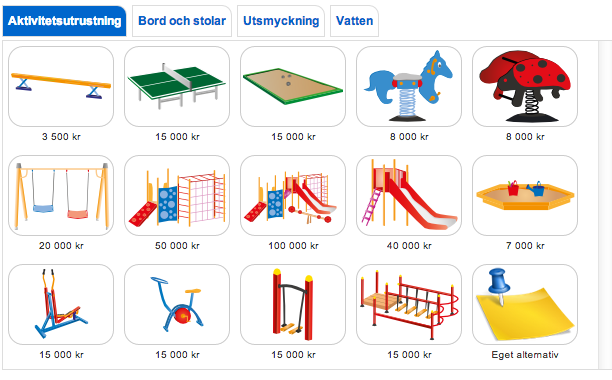 Aktivitetsutrustning Bord och stolar Utsmyckning Vatten
3 500 kr 15 000 kr 15 000 kr 8 000 kr 8 000 kr
20 000 kr 50 000 kr 100 000 kr 40 000 kr 7 000 kr
15 000 kr 15 000 kr 15 000 kr 15 000 kr Eget alternativ